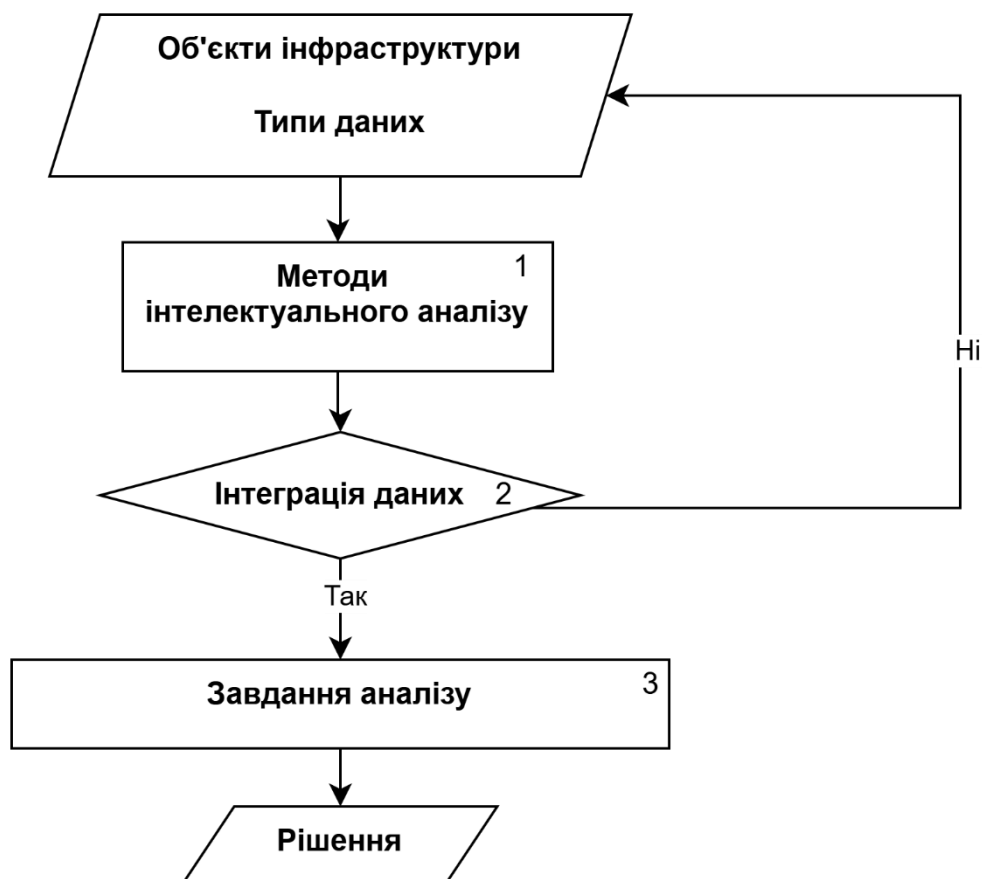 Об'єкти інфраструктури
Типи даних
Методи 1
інтелектуального аналізу
Ні
Інтеграція даних 2
Так
Завдання аналізу 3
Рішення